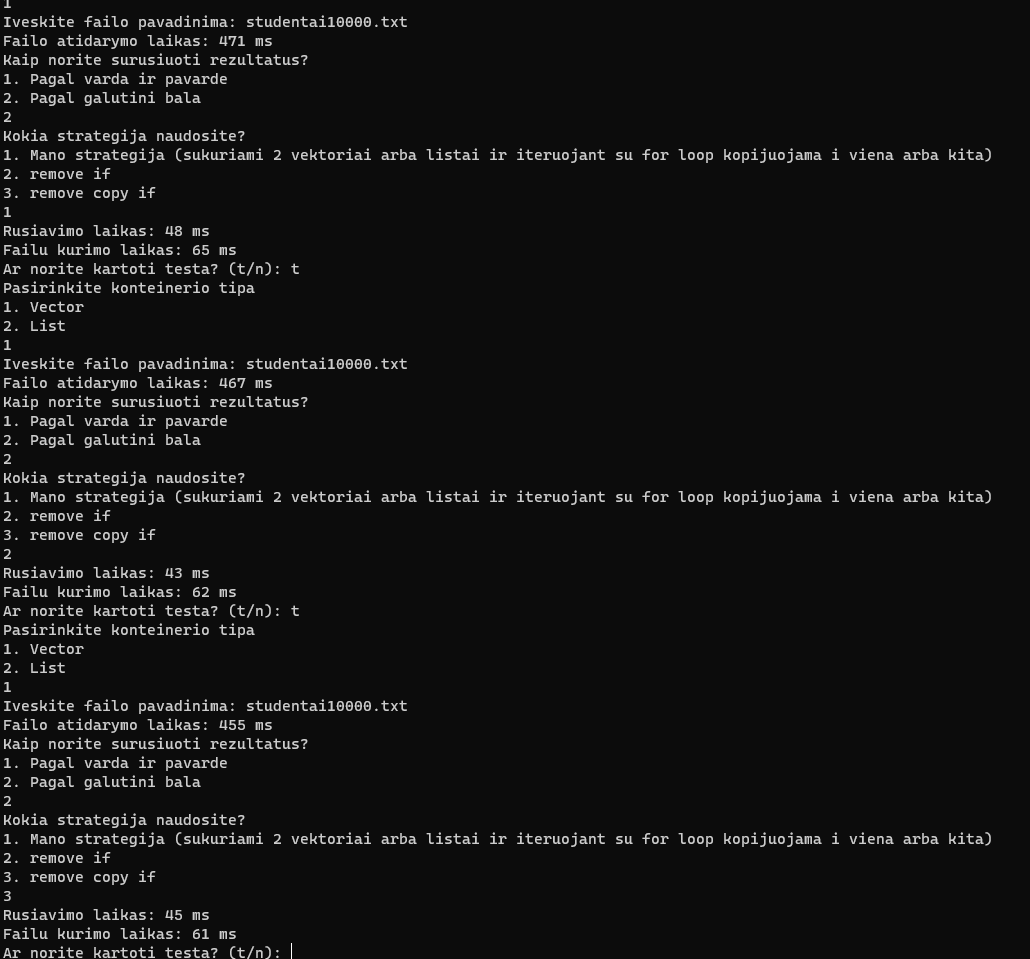 1
Iveskite failo pavadinima: studentai10000.txt
Failo atidarymo laikas: 471 ms
Kaip norite surusiuoti rezultatus?
1. Pagal varda ir pavarde
2. Pagal galutini bala
2
Kokia strategija naudosite?
1. Mano strategija (sukuriami 2 vektoriai arba listai ir iteruojant su for loop kopijuojama i viena arba kita)
2. remove if
3. remove copy if
1
Rusiavimo laikas: 48 ms
Failu kurimo laikas: 65 ms
Ar norite kartoti testa? (t/n): t
Pasirinkite konteinerio tipa
1. Vector
2. List
1
Iveskite failo pavadinima: studentai10000.txt
Failo atidarymo laikas: 467 ms
Kaip norite surusiuoti rezultatus?
1. Pagal varda ir pavarde
2. Pagal galutini bala
2
Kokia strategija naudosite?
1. Mano strategija (sukuriami 2 vektoriai arba listai ir iteruojant su for loop kopijuojama i viena arba kita)
2. remove if
3. remove copy if
2
Rusiavimo laikas: 43 ms
Failu kurimo laikas: 62 ms
Ar norite kartoti testa? (t/n): t
Pasirinkite konteinerio tipa
1. Vector
2. List
1
Iveskite failo pavadinima: studentai10000.txt
Failo atidarymo laikas: 455 ms
Kaip norite surusiuoti rezultatus?
1. Pagal varda ir pavarde
2. Pagal galutini bala
2
Kokia strategija naudosite?
1. Mano strategija (sukuriami 2 vektoriai arba listai ir iteruojant su for loop kopijuojama i viena arba kita)
2. remove if
3. remove copy if
3
Rusiavimo laikas: 45 ms
Failu kurimo laikas: 61 ms
Ar norite kartoti testa? (t/n):